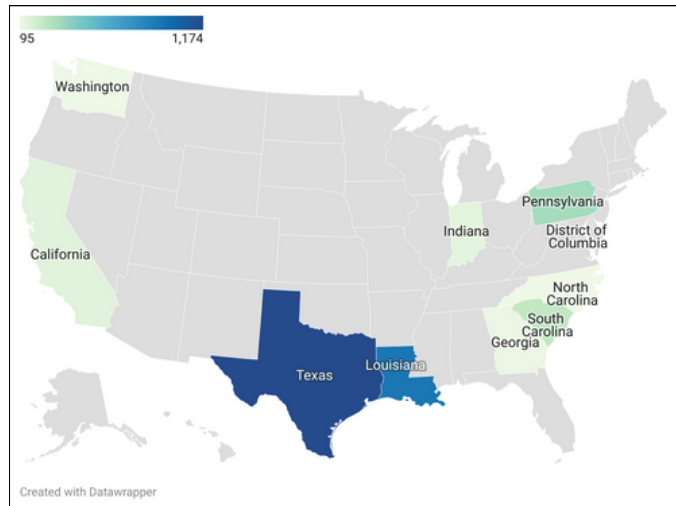 95 1,174
Washington
Pennsylvania
Indiana
District of
Columbia
California
North
Carolina
South
Carolina
Georgia
Louisiana
Texas
Created with Datawrapper